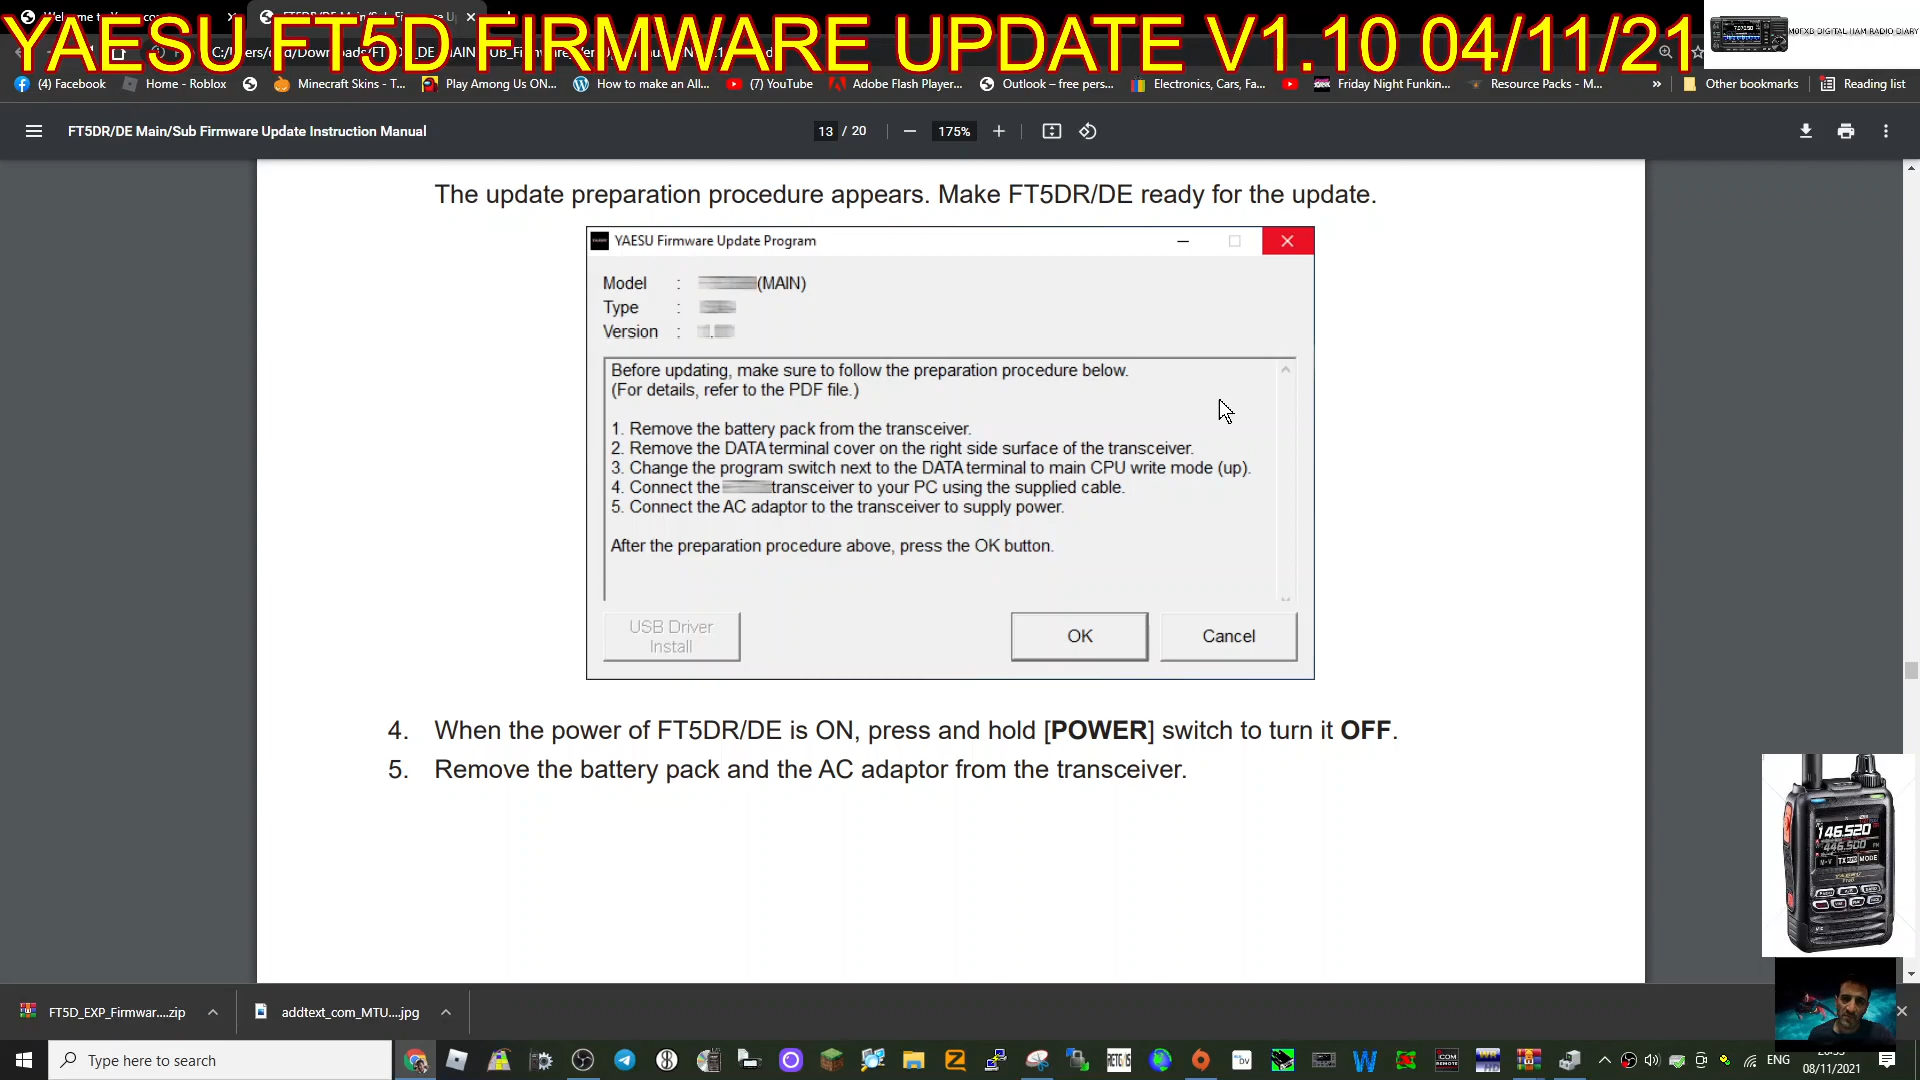 YAESU FT5D FIRMWARE UPDATE V1.10 04/11/21
M0FXB DIGITAL HAM RADIO DIARY
(4) Facebook
Home - Roblox
Minecraft Skins - T...
Play Among Us ON...
How to make an All...
(7) YouTube
Adobe Flash Player...
Outlook – free pers...
Electronics, Cars, Fa...
Friday Night Funkin...
Resource Packs - M...
»
Other bookmarks
Reading list
FT5DR/DE Main/Sub Firmware Update Instruction Manual
13 / 20
175%
The update preparation procedure appears. Make FT5DR/DE ready for the update.
YAESU Firmware Update Program
Model : (MAIN)
Type :
Version :
Before updating, make sure to follow the preparation procedure below.
(For details, refer to the PDF file.)
1. Remove the battery pack from the transceiver.
2. Remove the DATA terminal cover on the right side surface of the transceiver.
3. Change the program switch next to the DATA terminal to main CPU write mode (up).
4. Connect the transceiver to your PC using the supplied cable.
5. Connect the AC adaptor to the transceiver to supply power.
After the preparation procedure above, press the OK button.
USB Driver
Install
OK
Cancel
4. When the power of FT5DR/DE is ON, press and hold [POWER] switch to turn it OFF.
5. Remove the battery pack and the AC adaptor from the transceiver.
146.520
446.500
MODE
YAESU
FT5D_EXP_Firmwar....zip
addtext_com_MTU....jpg
Type here to search
ENG
08/11/2021